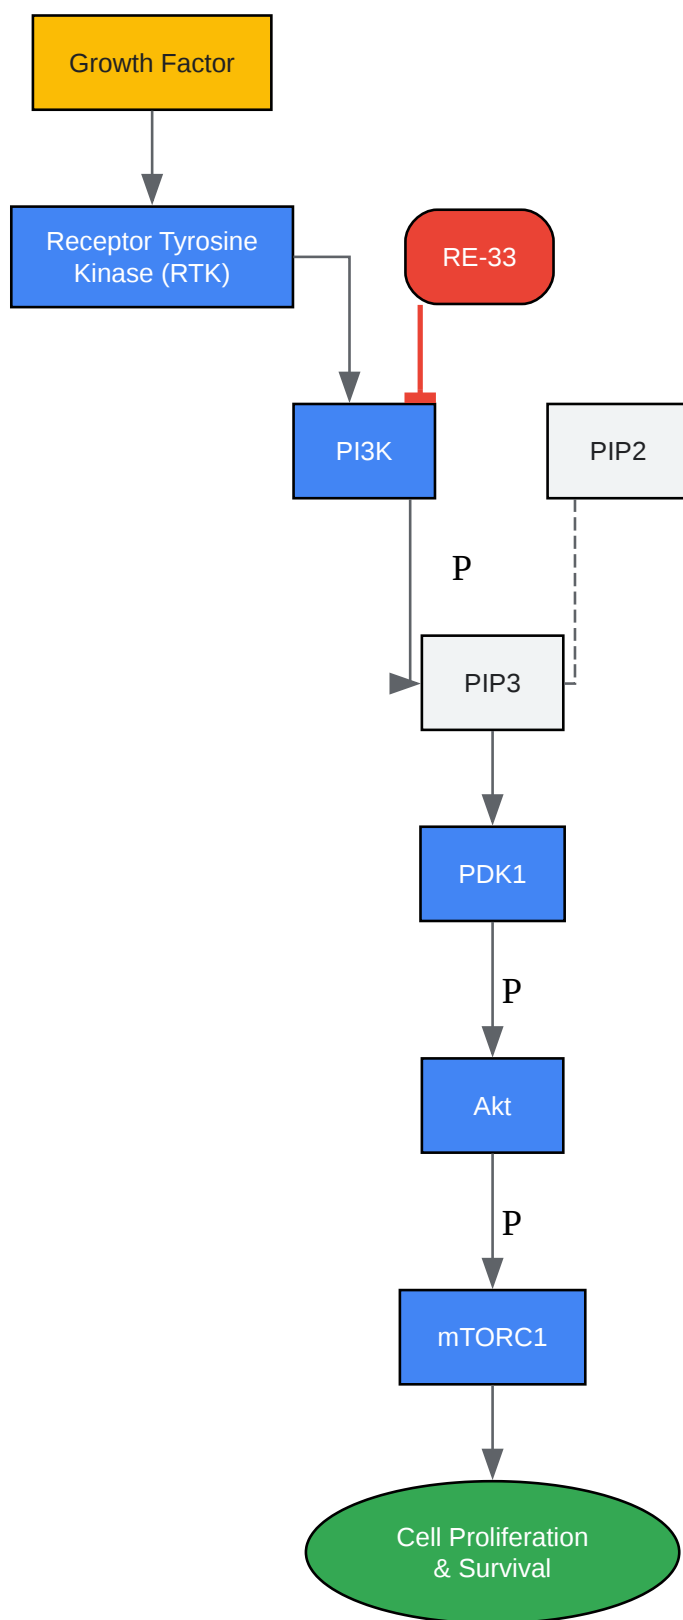 Growth Factor
Receptor Tyrosine
Kinase (RTK)
RE-33
PI3K
PIP2
P
PIP3
PDK1
P
Akt
P
mTORC1
Cell Proliferation
& Survival